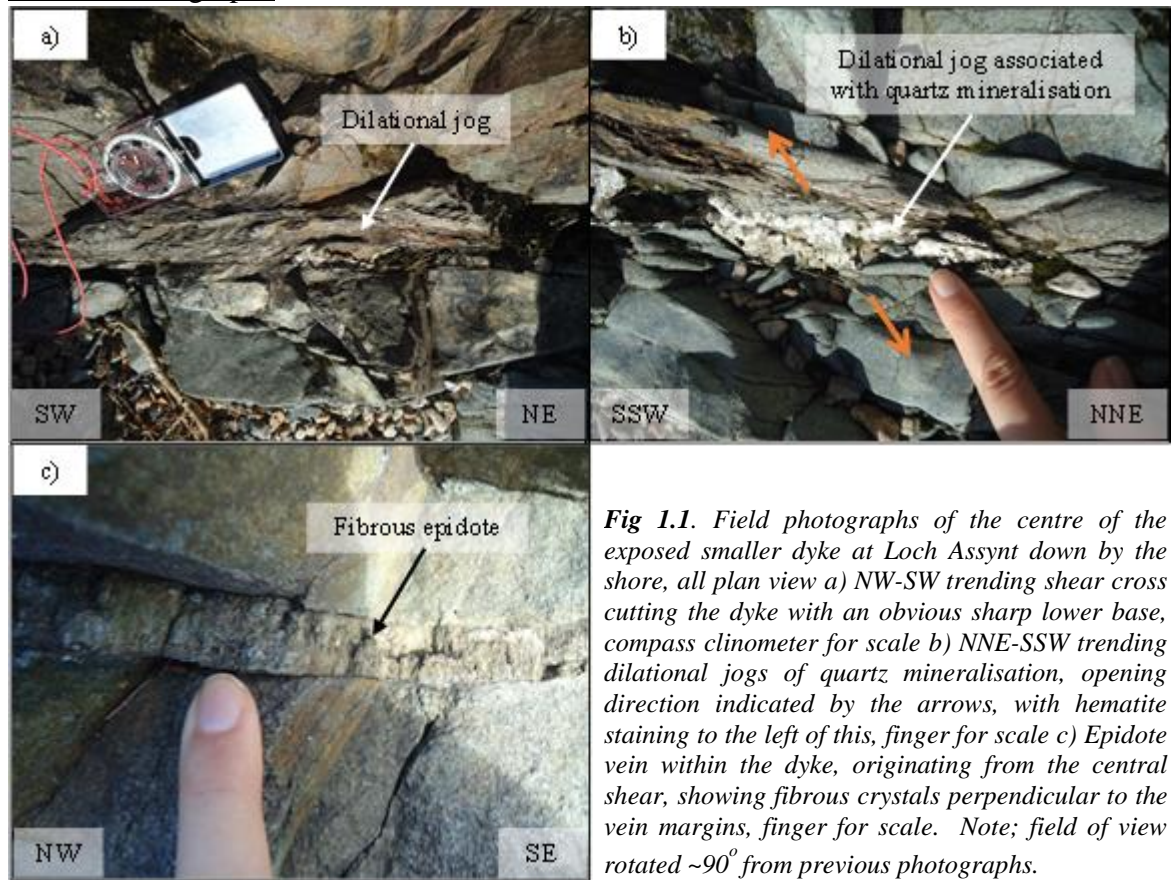 a)
Dilational jog
SW
NE
b)
Dilational jog associated
with quartz mineralisation
SSW
NNE
c)
Fibrous epidote
NW
SE
Fig 1.1. Field photographs of the centre of the
exposed smaller dyke at Loch Assynt down by the
shore, all plan view a) NW-SW trending shear cross
cutting the dyke with an obvious sharp lower base,
compass clinometer for scale b) NNE-SSW trending
dilational jogs of quartz mineralisation, opening
direction indicated by the arrows, with hematite
staining to the left of this, finger for scale c) Epidote
vein within the dyke, originating from the central
shear, showing fibrous crystals perpendicular to the
vein margins, finger for scale. Note; field of view
rotated ~90° from previous photographs.